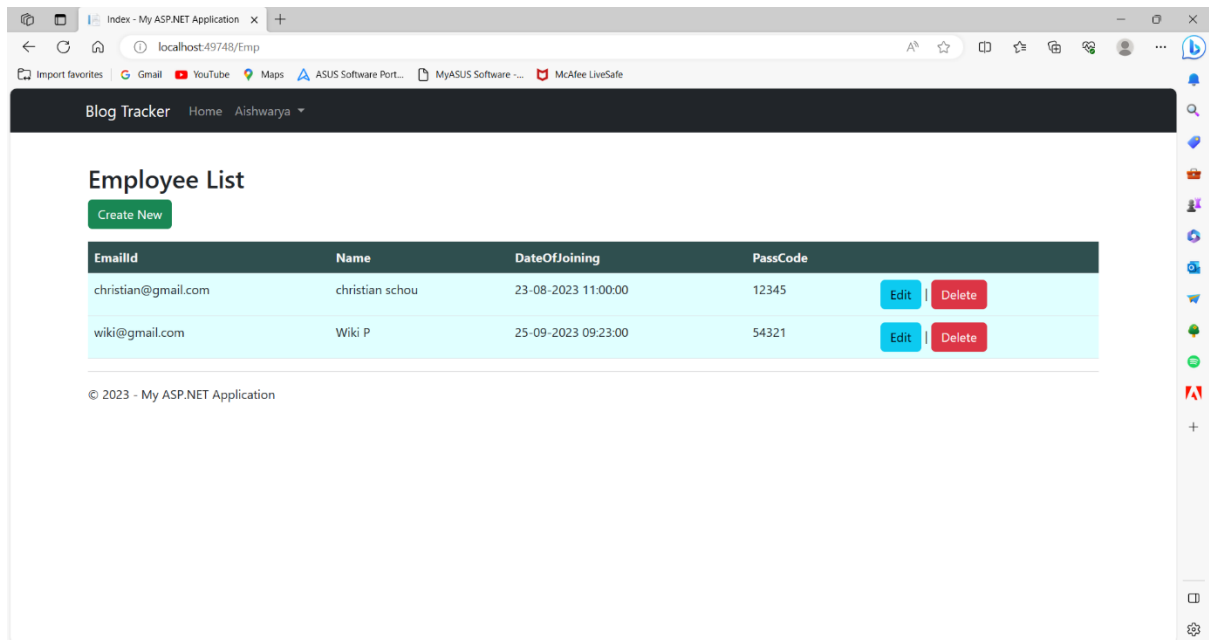 Index - My ASP.NET Application
localhost:49748/Emp
Import favorites Gmail YouTube Maps ASUS Software Port... MyASUS Software -... McAfee LiveSafe
Blog Tracker Home Aishwarya
Employee List
Create New
EmailId Name DateOfJoining PassCode
christian@gmail.com christian schou 23-08-2023 11:00:00 12345 Edit | Delete
wiki@gmail.com Wiki P 25-09-2023 09:23:00 54321 Edit | Delete
© 2023 - My ASP.NET Application